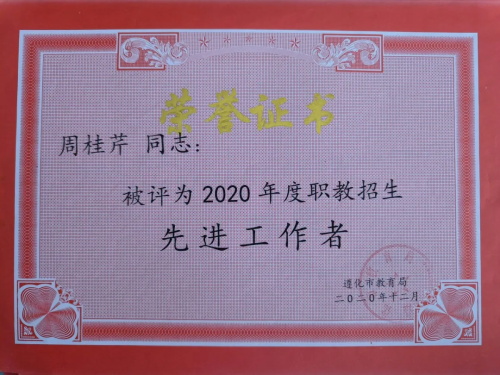 荣誉证书
周桂芹 同志：
被评为2020年度职教招生
先进工作者
遵化市教育局
二〇二〇年十二月